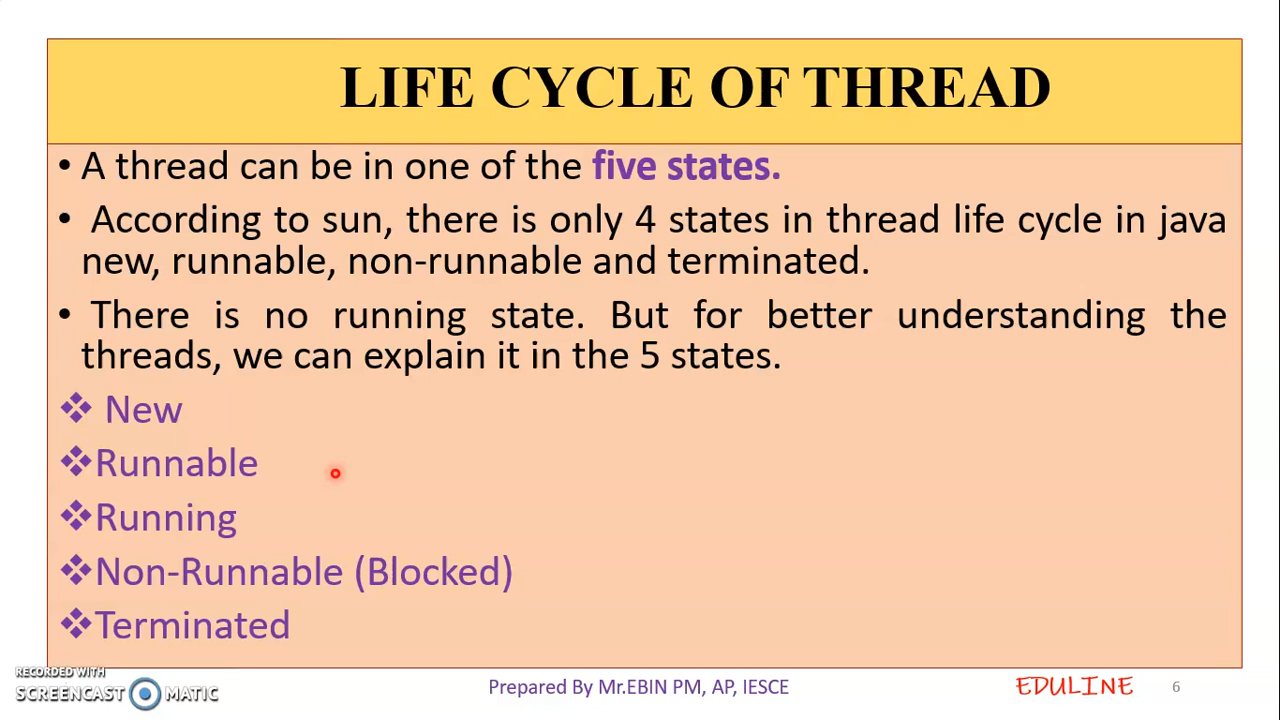 LIFE CYCLE OF THREAD
• A thread can be in one of the five states.
• According to sun, there is only 4 states in thread life cycle in java
new, runnable, non-runnable and terminated.
• There is no running state. But for better understanding the
threads, we can explain it in the 5 states.
❖ New
❖Runnable
❖Running
❖Non-Runnable (Blocked)
❖Terminated
RECORDED WITH
SCREENCAST MATIC
Prepared By Mr.EBIN PM, AP, IESCE
EDULINE
6